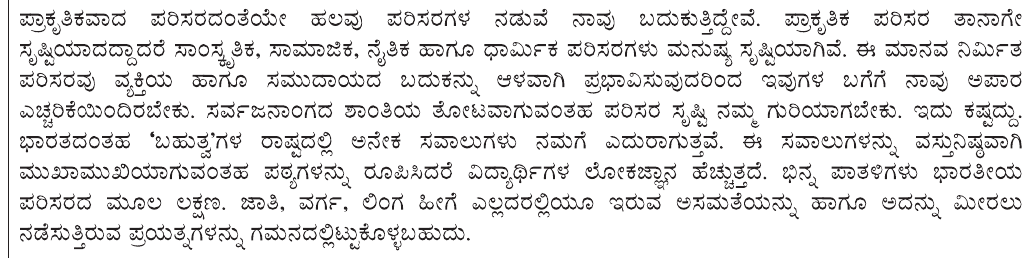 ಪ್ರಾಕೃತಿಕವಾದ ಪರಿಸರದಂತೆಯೇ ಹಲವು ಪರಿಸರಗಳ ನಡುವೆ ನಾವು ಬದುಕುತ್ತಿದ್ದೇವೆ. ಪ್ರಾಕೃತಿಕ ಪರಿಸರ ತಾನಾಗೇ
ಸೃಷ್ಟಿಯಾದದ್ದಾದರೆ ಸಾಂಸ್ಕೃತಿಕ, ಸಾಮಾಜಿಕ, ನೈತಿಕ ಹಾಗೂ ಧಾರ್ಮಿಕ ಪರಿಸರಗಳು ಮನುಷ್ಯ ಸೃಷ್ಟಿಯಾಗಿವೆ. ಈ ಮಾನವ ನಿರ್ಮಿತ
ಪರಿಸರವು ವ್ಯಕ್ತಿಯ ಹಾಗೂ ಸಮುದಾಯದ ಬದುಕನ್ನು ಆಳವಾಗಿ ಪ್ರಭಾವಿಸುವುದರಿಂದ ಇವುಗಳ ಬಗೆಗೆ ನಾವು ಅಪಾರ
ಎಚ್ಚರಿಕೆಯಿಂದಿರಬೇಕು. ಸರ್ವಜನಾಂಗದ ಶಾಂತಿಯ ತೋಟವಾಗುವಂತಹ ಪರಿಸರ ಸೃಷ್ಟಿ ನಮ್ಮ ಗುರಿಯಾಗಬೇಕು. ಇದು ಕಷ್ಟದ್ದು.
ಭಾರತದಂತಹ ‘ಬಹುತ್ವ’ಗಳ ರಾಷ್ಟದಲ್ಲಿ ಅನೇಕ ಸವಾಲುಗಳು ನಮಗೆ ಎದುರಾಗುತ್ತವೆ. ಈ ಸವಾಲುಗಳನ್ನು ವಸ್ತುನಿಷ್ಠವಾಗಿ
ಮುಖಾಮುಖಿಯಾಗುವಂತಹ ಪಠ್ಯಗಳನ್ನು ರೂಪಿಸಿದರೆ ವಿದ್ಯಾರ್ಥಿಗಳ ಲೋಕಜ್ಞಾನ ಹೆಚ್ಚುತ್ತದೆ. ಭಿನ್ನ ಪಾತಳಿಗಳು ಭಾರತೀಯ
ಪರಿಸರದ ಮೂಲ ಲಕ್ಷಣ. ಜಾತಿ, ವರ್ಗ, ಲಿಂಗ ಹೀಗೆ ಎಲ್ಲದರಲ್ಲಿಯೂ ಇರುವ ಅಸಮತೆಯನ್ನು ಹಾಗೂ ಅದನ್ನು ಮೀರಲು
ನಡೆಸುತ್ತಿರುವ ಪ್ರಯತ್ನಗಳನ್ನು ಗಮನದಲ್ಲಿಟ್ಟುಕೊಳ್ಳಬಹುದು.